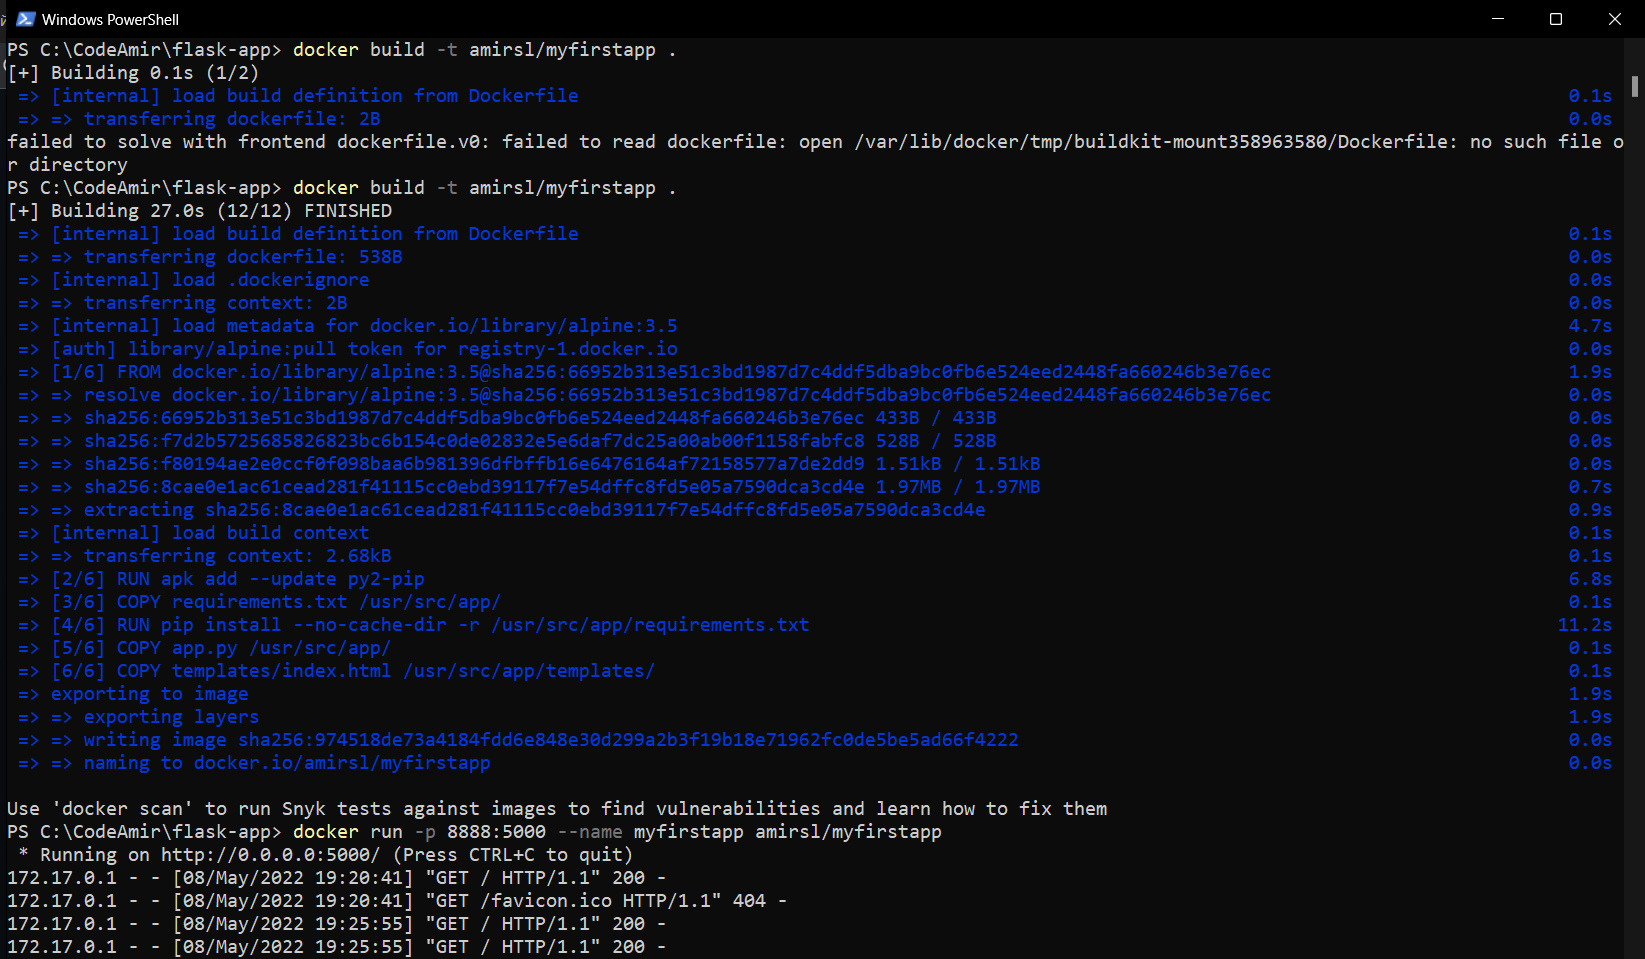 Windows PowerShell
PS C:\CodeAmir\flask-app> docker build -t amirsl/myfirstapp .
[+] Building 0.1s (1/2)
=> [internal] load build definition from Dockerfile 0.1s
=> => transferring dockerfile: 2B 0.0s
failed to solve with frontend dockerfile.v0: failed to read dockerfile: open /var/lib/docker/tmp/buildkit-mount358963580/Dockerfile: no such file o
r directory
PS C:\CodeAmir\flask-app> docker build -t amirsl/myfirstapp .
[+] Building 27.0s (12/12) FINISHED
=> [internal] load build definition from Dockerfile 0.1s
=> => transferring dockerfile: 538B 0.0s
=> [internal] load .dockerignore 0.0s
=> => transferring context: 2B 0.0s
=> [internal] load metadata for docker.io/library/alpine:3.5 4.7s
=> [auth] library/alpine:pull token for registry-1.docker.io 0.0s
=> [1/6] FROM docker.io/library/alpine:3.5@sha256:66952b313e51c3bd1987d7c4ddf5dba9bc0fb6e524eed2448fa660246b3e76ec 1.9s
=> => resolve docker.io/library/alpine:3.5@sha256:66952b313e51c3bd1987d7c4ddf5dba9bc0fb6e524eed2448fa660246b3e76ec 0.0s
=> => sha256:66952b313e51c3bd1987d7c4ddf5dba9bc0fb6e524eed2448fa660246b3e76ec 433B / 433B 0.0s
=> => sha256:f7d2b5725685826823bc6b154c0de02832e5e6daf7dc25a00ab00f1158fabfc8 528B / 528B 0.0s
=> => sha256:f80194ae2e0ccf0f098baa6b981396dfbffb16e6476164af72158577a7de2dd9 1.51kB / 1.51kB 0.0s
=> => sha256:8cae0e1ac61cead281f41115cc0ebd39117f7e54dffc8fd5e05a7590dca3cd4e 1.97MB / 1.97MB 0.7s
=> => extracting sha256:8cae0e1ac61cead281f41115cc0ebd39117f7e54dffc8fd5e05a7590dca3cd4e 0.9s
=> [internal] load build context 0.1s
=> => transferring context: 2.68kB 0.1s
=> [2/6] RUN apk add --update py2-pip 6.8s
=> [3/6] COPY requirements.txt /usr/src/app/ 0.1s
=> [4/6] RUN pip install --no-cache-dir -r /usr/src/app/requirements.txt 11.2s
=> [5/6] COPY app.py /usr/src/app/ 0.1s
=> [6/6] COPY templates/index.html /usr/src/app/templates/ 0.1s
=> exporting to image 1.9s
=> => exporting layers 1.9s
=> => writing image sha256:974518de73a4184fdd6e848e30d299a2b3f19b18e71962fc0de5be5ad66f4222 0.0s
=> => naming to docker.io/amirsl/myfirstapp 0.0s
Use 'docker scan' to run Snyk tests against images to find vulnerabilities and learn how to fix them
PS C:\CodeAmir\flask-app> docker run -p 8888:5000 --name myfirstapp amirsl/myfirstapp
* Running on http://0.0.0.0:5000/ (Press CTRL+C to quit)
172.17.0.1 - - [08/May/2022 19:20:41] "GET / HTTP/1.1" 200 -
172.17.0.1 - - [08/May/2022 19:20:41] "GET /favicon.ico HTTP/1.1" 404 -
172.17.0.1 - - [08/May/2022 19:25:55] "GET / HTTP/1.1" 200 -
172.17.0.1 - - [08/May/2022 19:25:55] "GET / HTTP/1.1" 200 -